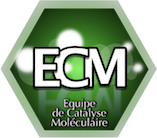 ECM
Equipe
de Catalyse
Moléculaire